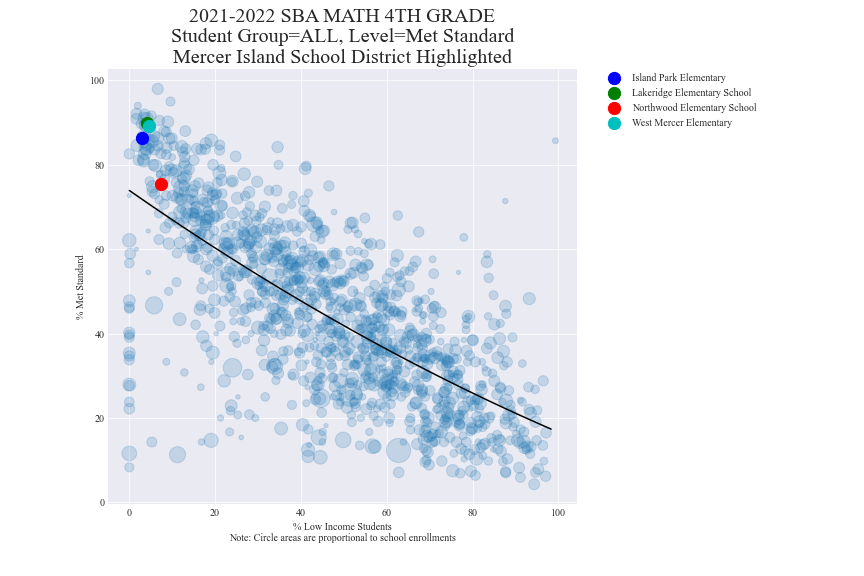 2021-2022 SBA MATH 4TH GRADE
Student Group=ALL, Level=Met Standard
Mercer Island School District Highlighted
Island Park Elementary
Lakeridge Elementary School
Northwood Elementary School
West Mercer Elementary
100
80
60
40
20
0
% Met Standard
0 20 40 60 80 100
% Low Income Students
Note: Circle areas are proportional to school enrollments